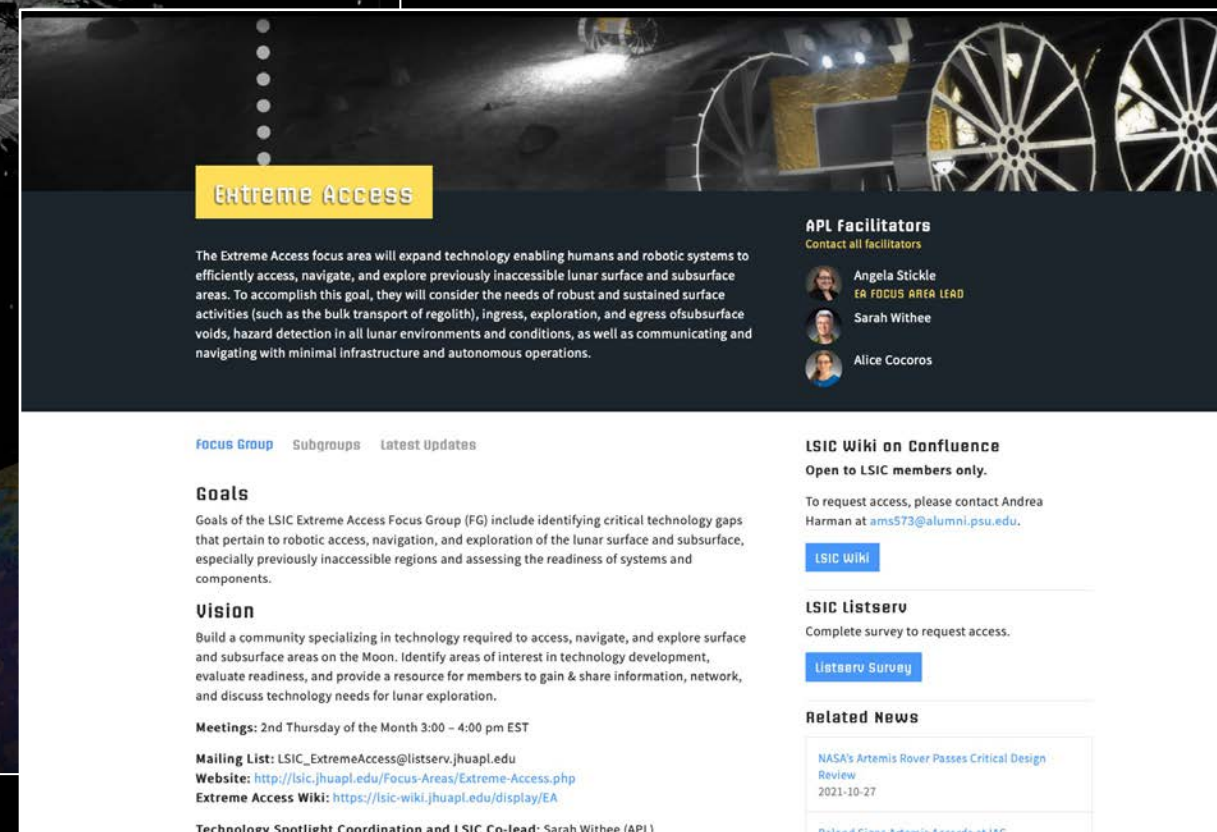 Extreme Access
The Extreme Access focus area will expand technology enabling humans and robotic systems to
efficiently access, navigate, and explore previously inaccessible lunar surface and subsurface
areas. To accomplish this goal, they will consider the needs of robust and sustained surface
activities (such as the bulk transport of regolith), ingress, exploration, and egress ofsubsurface
voids, hazard detection in all lunar environments and conditions, as well as communicating and
navigating with minimal infrastructure and autonomous operations.
APL Facilitators
Contact all facilitators
Angela Stickle
EA FOCUS AREA LEAD
Sarah Withee
Alice Cocoros
Focus Group Subgroups Latest Updates
Goals
Goals of the LSIC Extreme Access Focus Group (FG) include identifying critical technology gaps
that pertain to robotic access, navigation, and exploration of the lunar surface and subsurface,
especially previously inaccessible regions and assessing the readiness of systems and
components.
Vision
Build a community specializing in technology required to access, navigate, and explore surface
and subsurface areas on the Moon. Identify areas of interest in technology development,
evaluate readiness, and provide a resource for members to gain & share information, network,
and discuss technology needs for lunar exploration.
Meetings: 2nd Thursday of the Month 3:00 – 4:00 pm EST
Mailing List: LSIC_ExtremeAccess@listserv.jhuapl.edu
Website: http://lsic.jhuapl.edu/Focus-Areas/Extreme-Access.php
Extreme Access Wiki: https://lsic-wiki.jhuapl.edu/display/EA
Technology Spotlight Coordination and LSIC Co-lead: Sarah Withee (APL)
LSIC Wiki on Confluence
Open to LSIC members only.
To request access, please contact Andrea
Harman at ams573@alumni.psu.edu.
LSIC Wiki
LSIC Listserv
Complete survey to request access.
Listserv Survey
Related News
NASA's Artemis Rover Passes Critical Design
Review
2021-10-27
Poland Signs Artemis Accords at IAC